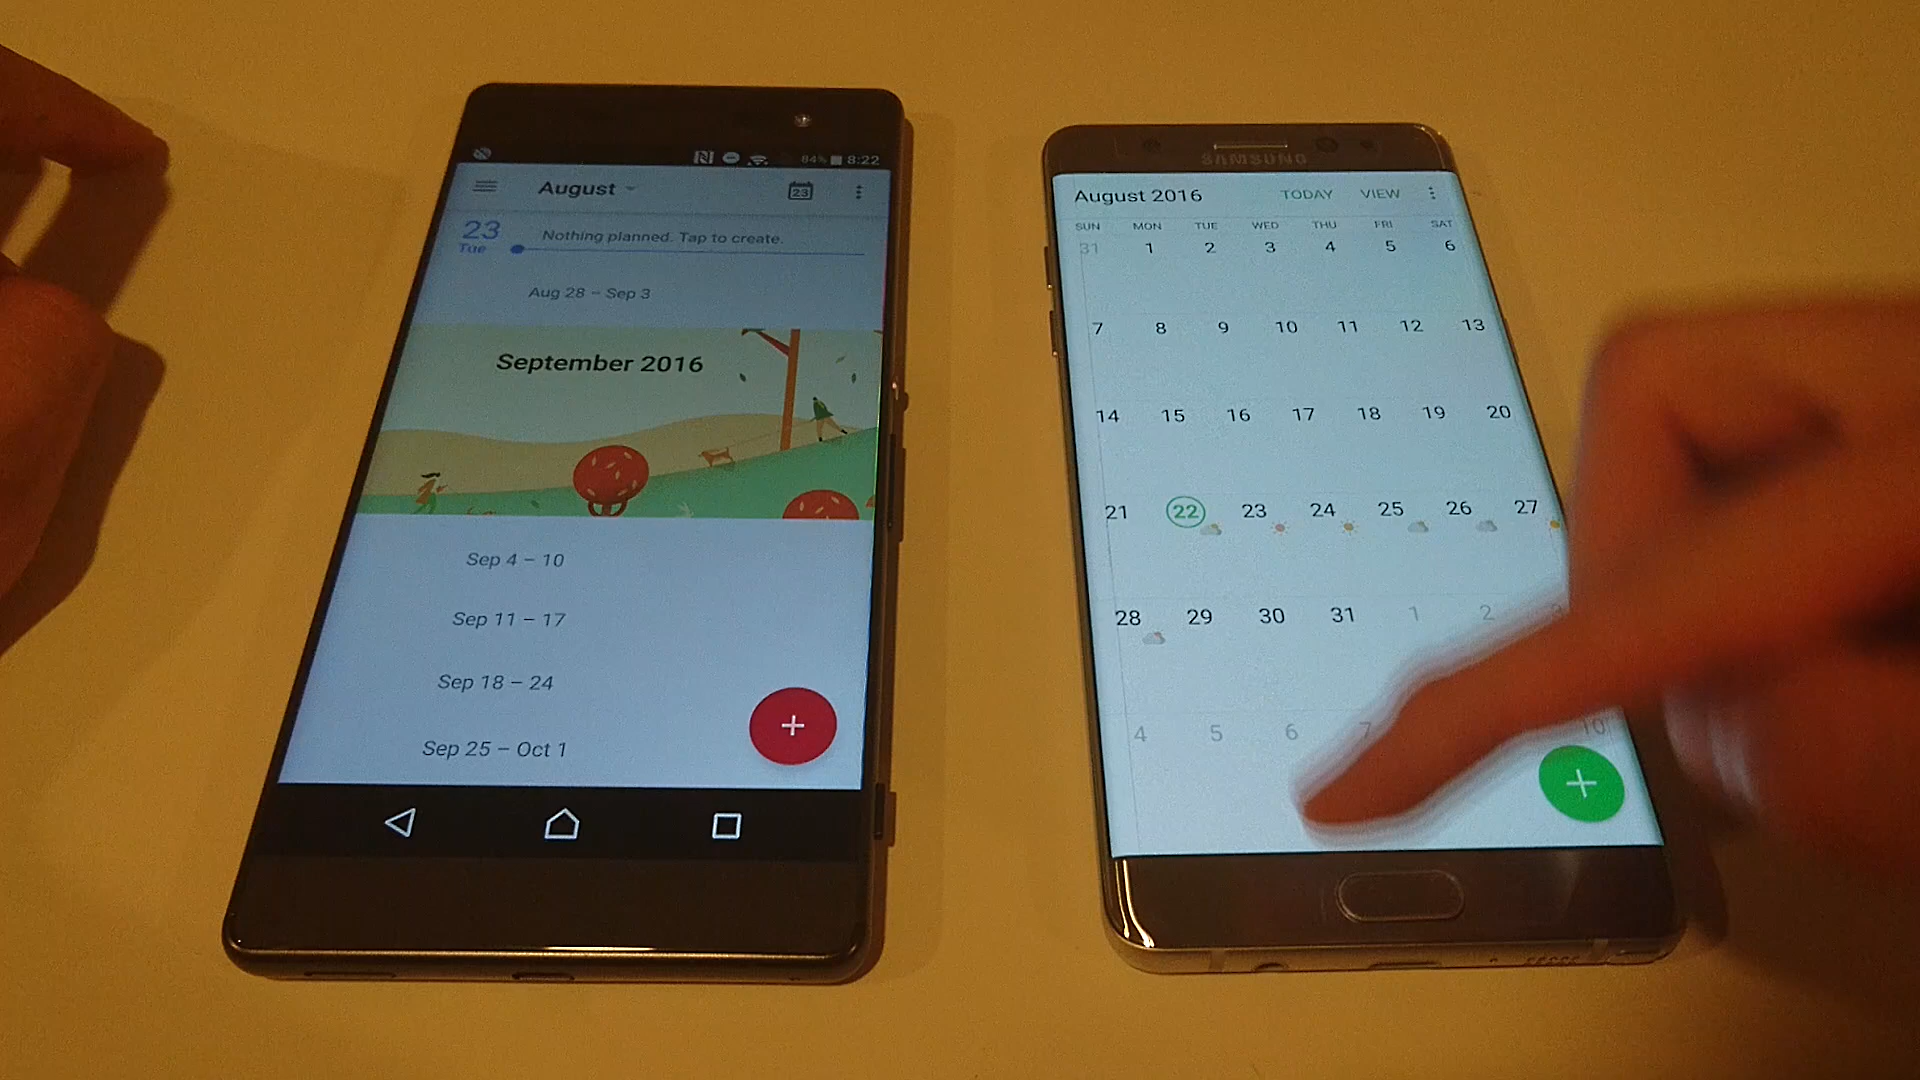 84% 8:22
August 23
23
Tue
Nothing planned. Tap to create.
Aug 28 – Sep 3
September 2016
Sep 4 – 10
Sep 11 – 17
Sep 18 – 24
Sep 25 – Oct 1
SAMSUNG
August 2016 TODAY VIEW
SUN MON TUE WED THU FRI SAT
31 1 2 3 4 5 6
7 8 9 10 11 12 13
14 15 16 17 18 19 20
21 22 23 24 25 26 27
28 29 30 31 1 2 3
4 5 6 7 10